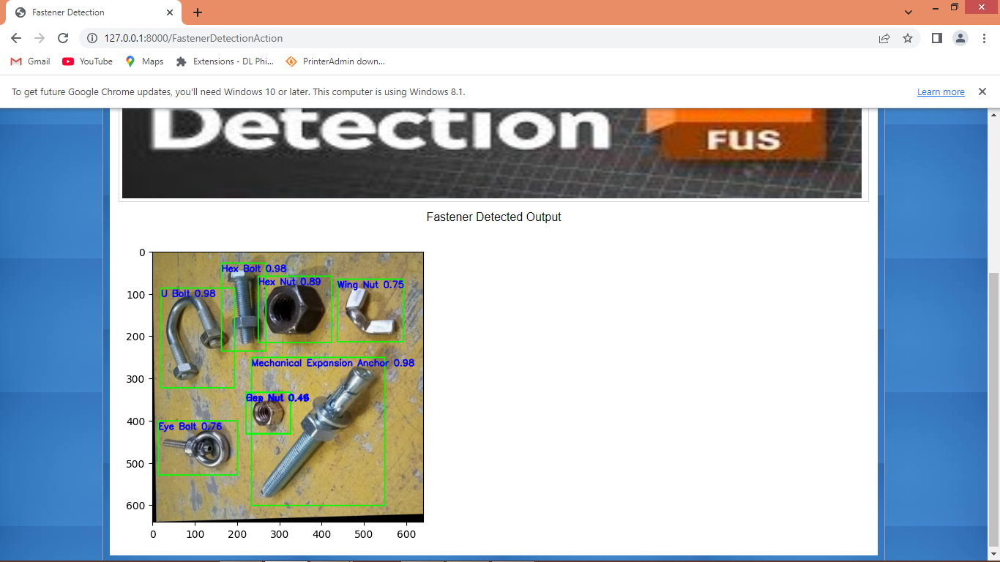 Fastener Detection
127.0.0.1:8000/FastenerDetectionAction
Gmail YouTube Maps Extensions - DL Phi... PrinterAdmin down...
To get future Google Chrome updates, you'll need Windows 10 or later. This computer is using Windows 8.1. Learn more
Detection
FUS
Fastener Detected Output
0
100
200
300
400
500
600
Hex Bolt 0.98
Hex Nut 0.89
Wing Nut 0.75
U Bolt 0.98
Mechanical Expansion Anchor 0.98
Nut
Eye Bolt 0.76
0 100 200 300 400 500 600